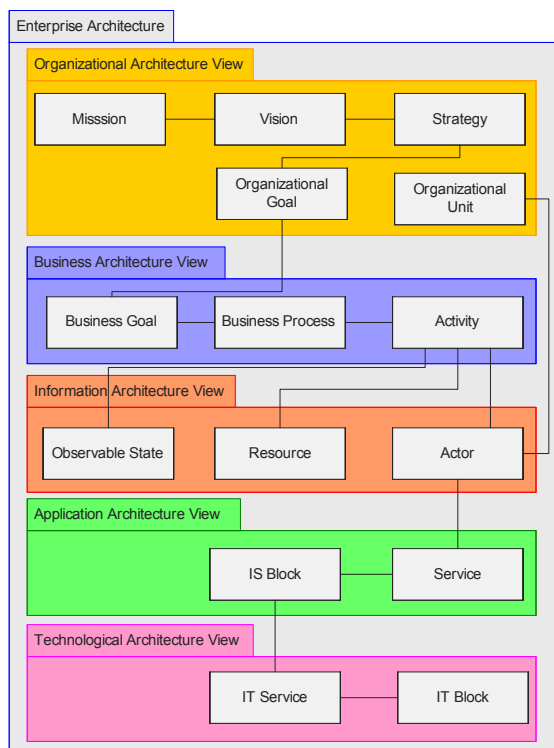 Enterprise Architecture
Organizational Architecture View
Misssion
Vision
Strategy
Organizational
Goal
Organizational
Unit
Business Architecture View
Business Goal
Business Process
Activity
Information Architecture View
Observable State
Resource
Actor
Application Architecture View
IS Block
Service
Technological Architecture View
IT Service
IT Block